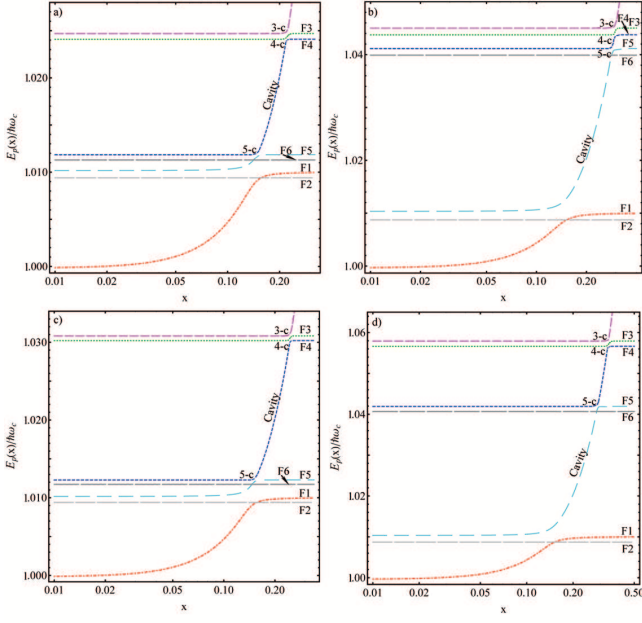 a)
3-c F3
4-c F4
1.020
Cavity
5-c F6 F5
1.010
F1
F2
1.000
E_p(x)/ħω_c
0.01 0.02 0.05 0.10 0.20
x
b)
F4 F3
3-c
4-c F5
5-c F6
1.04
Cavity
1.02
F1
F2
1.00
E_p(x)/ħω_c
0.01 0.02 0.05 0.10 0.20
x
c)
3-c F3
1.030
4-c F4
Cavity
1.020
F6
5-c F5
1.010
F1
F2
1.000
E_p(x)/ħω_c
0.01 0.02 0.05 0.10 0.20
x
d)
1.06
3-c F3
4-c F4
5-c F5
1.04
F6
Cavity
1.02
F1
F2
1.00
E_p(x)/ħω_c
0.01 0.02 0.05 0.10 0.20 0.50
x